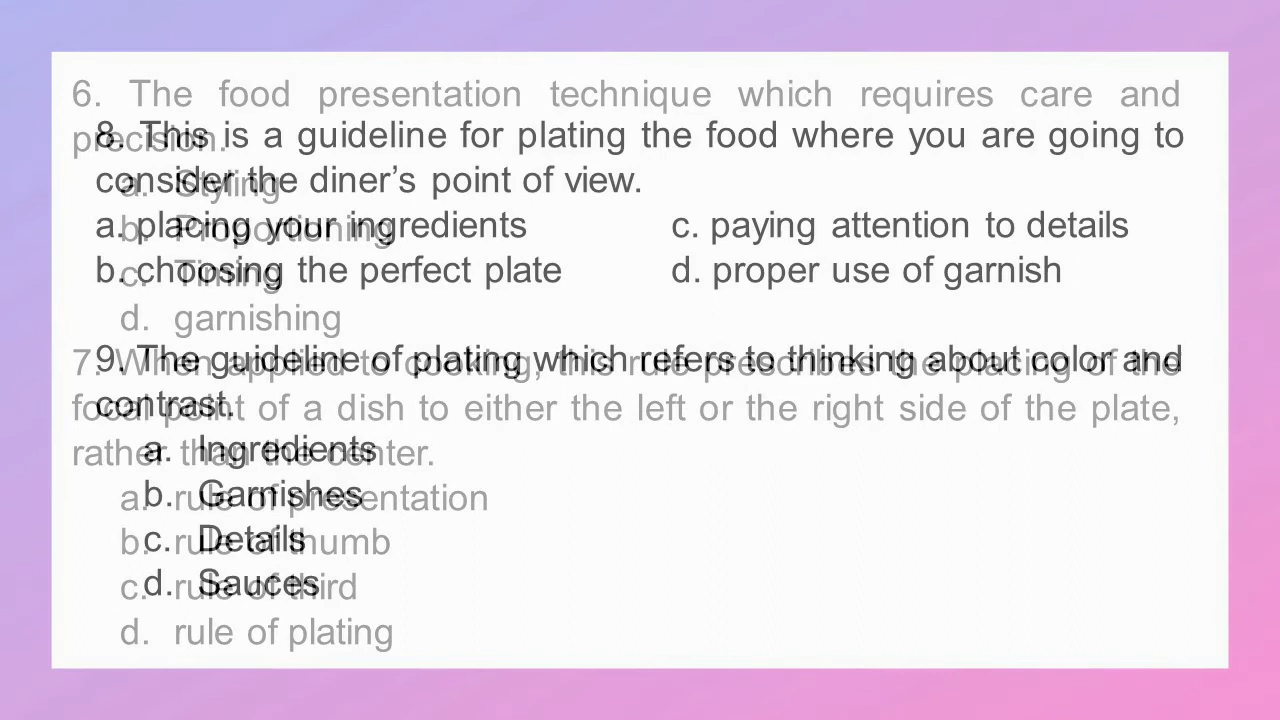 6. The food presentation technique which requires care and
precision.
a. Styling
b. Proportioning
c. Timing
d. garnishing
7. When applied to cooking, this rule prescribes the placing of the
focal point of a dish to either the left or the right side of the plate,
rather than the center.
a. rule of presentation
b. rule of thumb
c. rule of third
d. rule of plating
8. This is a guideline for plating the food where you are going to
consider the diner’s point of view.
a. placing your ingredients c. paying attention to details
b. choosing the perfect plate d. proper use of garnish
9. The guideline of plating which refers to thinking about color and
contrast.
a. Ingredients
b. Garnishes
c. Details
d. Sauces